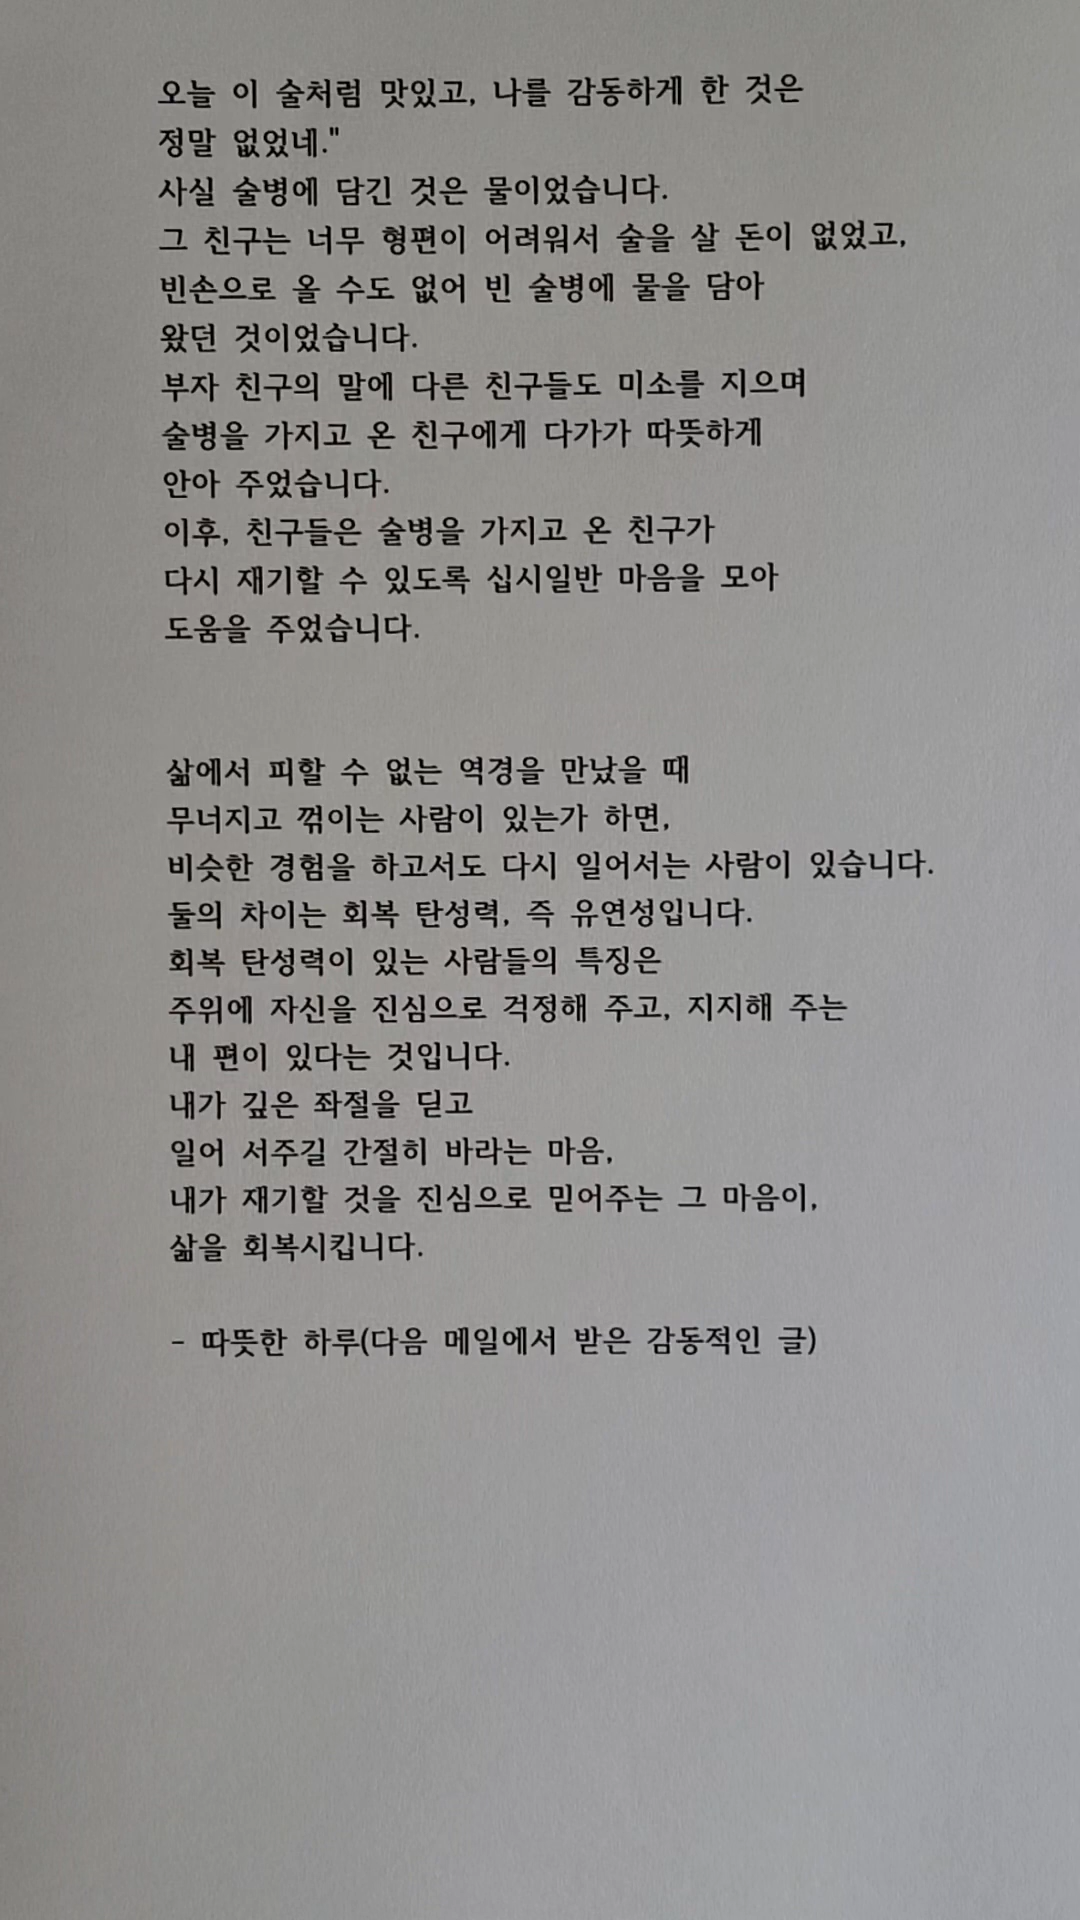 오늘 이 술처럼 맛있고, 나를 감동하게 한 것은
정말 없었네."
사실 술병에 담긴 것은 물이었습니다.
그 친구는 너무 형편이 어려워서 술을 살 돈이 없었고,
빈손으로 올 수도 없어 빈 술병에 물을 담아
왔던 것이었습니다.
부자 친구의 말에 다른 친구들도 미소를 지으며
술병을 가지고 온 친구에게 다가가 따뜻하게
안아 주었습니다.
이후, 친구들은 술병을 가지고 온 친구가
다시 재기할 수 있도록 십시일반 마음을 모아
도움을 주었습니다.
삶에서 피할 수 없는 역경을 만났을 때
무너지고 꺾이는 사람이 있는가 하면,
비슷한 경험을 하고서도 다시 일어서는 사람이 있습니다.
둘의 차이는 회복 탄성력, 즉 유연성입니다.
회복 탄성력이 있는 사람들의 특징은
주위에 자신을 진심으로 걱정해 주고, 지지해 주는
내 편이 있다는 것입니다.
내가 깊은 좌절을 딛고
일어 서주길 간절히 바라는 마음,
내가 재기할 것을 진심으로 믿어주는 그 마음이,
삶을 회복시킵니다.
- 따뜻한 하루(다음 메일에서 받은 감동적인 글)